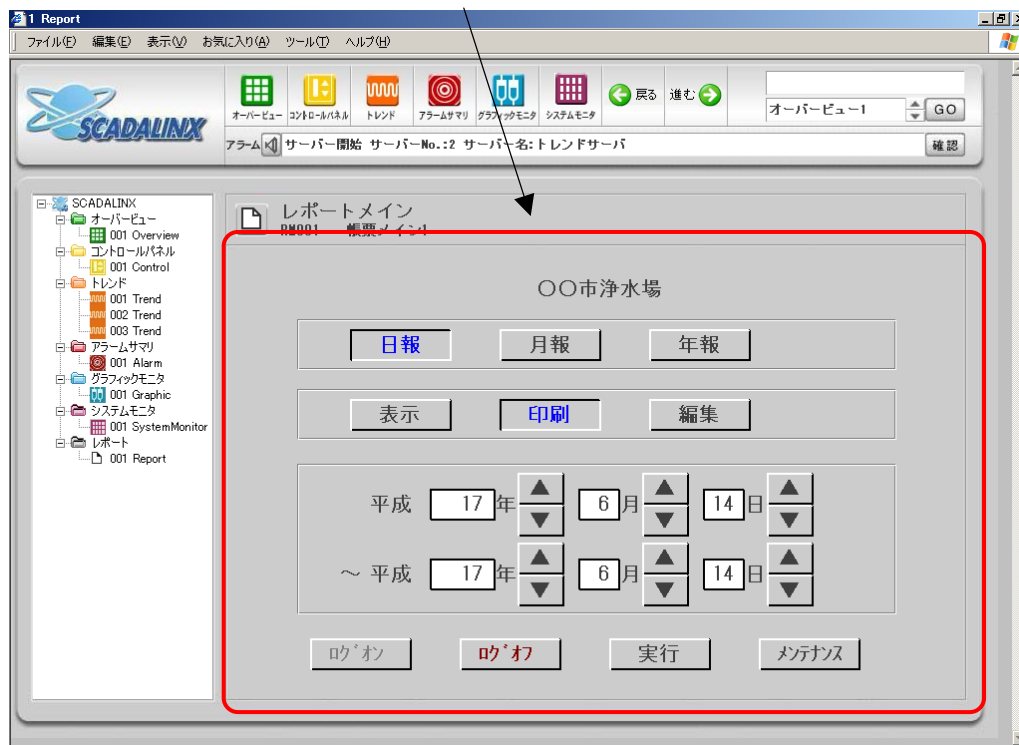 1 Report
ファイル(F) 編集(E) 表示(V) お気に入り(A) ツール(T) ヘルプ(H)
SCADALINX
オーバービュー コントロールパネル トレンド アラームサマリ グラフィックモニタ システムモニタ 戻る 進む オーバービュー1 GO
アラーム サーバー開始 サーバーNo.:2 サーバー名:トレンドサーバ 確認
SCADALINX
オーバービュー
001 Overview
コントロールパネル
001 Control
トレンド
001 Trend
002 Trend
003 Trend
アラームサマリ
001 Alarm
グラフィックモニタ
001 Graphic
システムモニタ
001 SystemMonitor
レポート
001 Report
レポートメイン
RM001 帳票メイン1
〇〇市浄水場
日報 月報 年報
表示 印刷 編集
平成 17 年 6 月 14 日
～ 平成 17 年 6 月 14 日
ログオン ログオフ 実行 メンテナンス